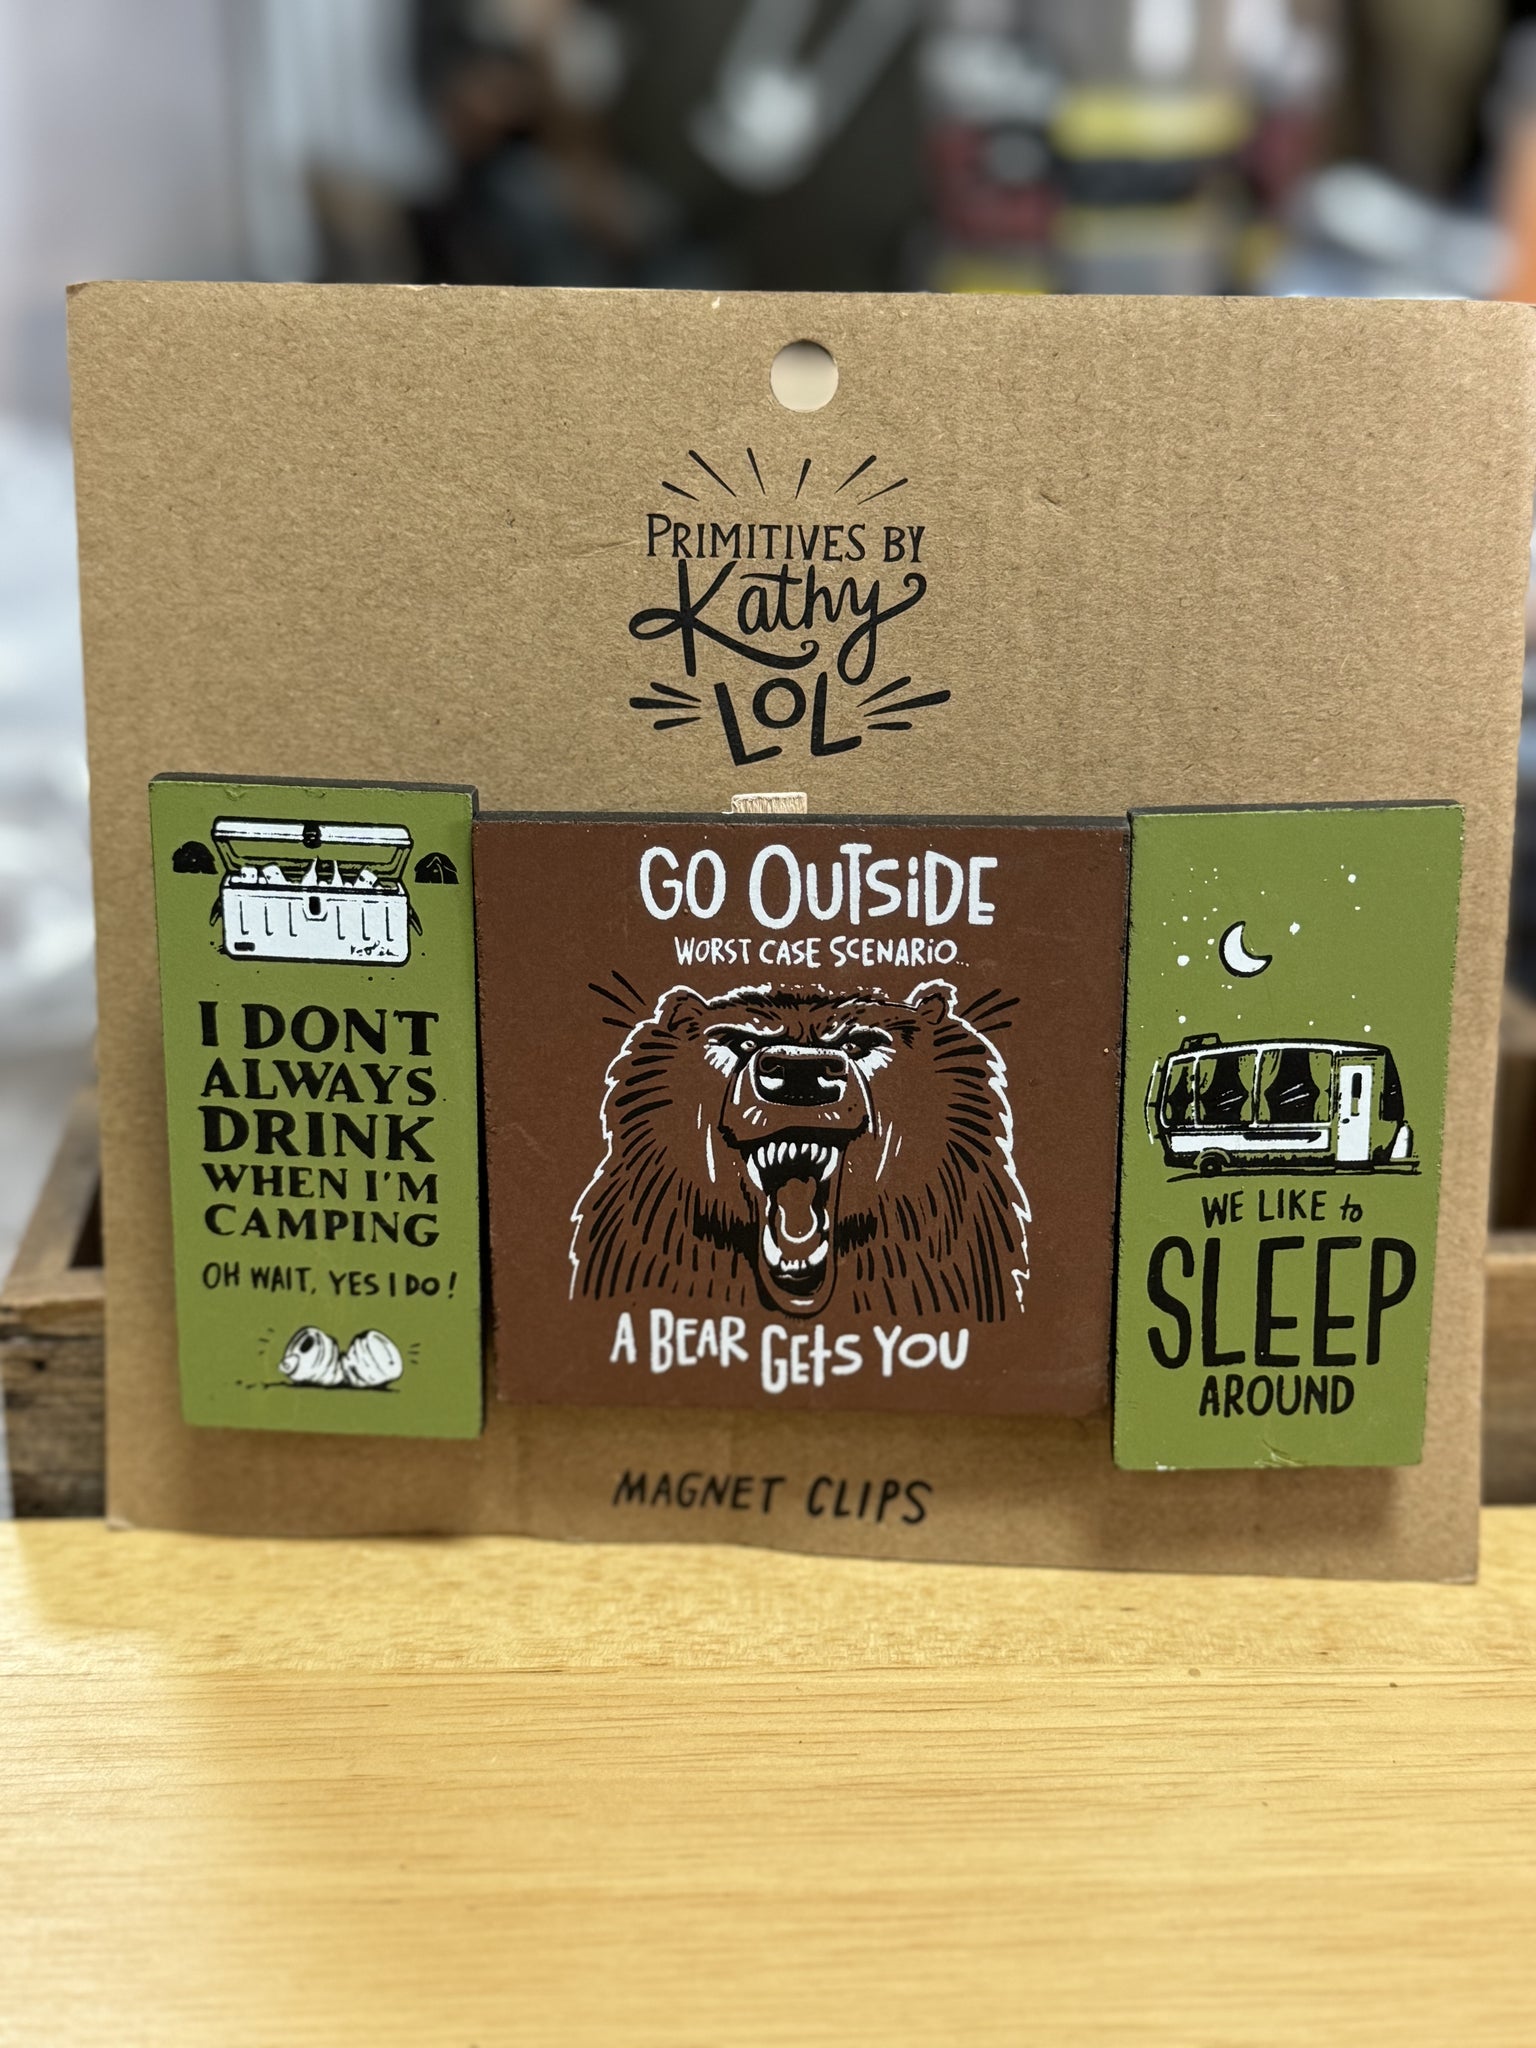 PRIMITIVES BY
Kathy
LOL
I DON'T
ALWAYS
DRINK
WHEN I'M
CAMPING
OH WAIT, YES I DO!
GO OUTSIDE
WORST CASE SCENARIO...
A BEAR GETS YOU
WE LIKE to
SLEEP
AROUND
MAGNET CLIPS